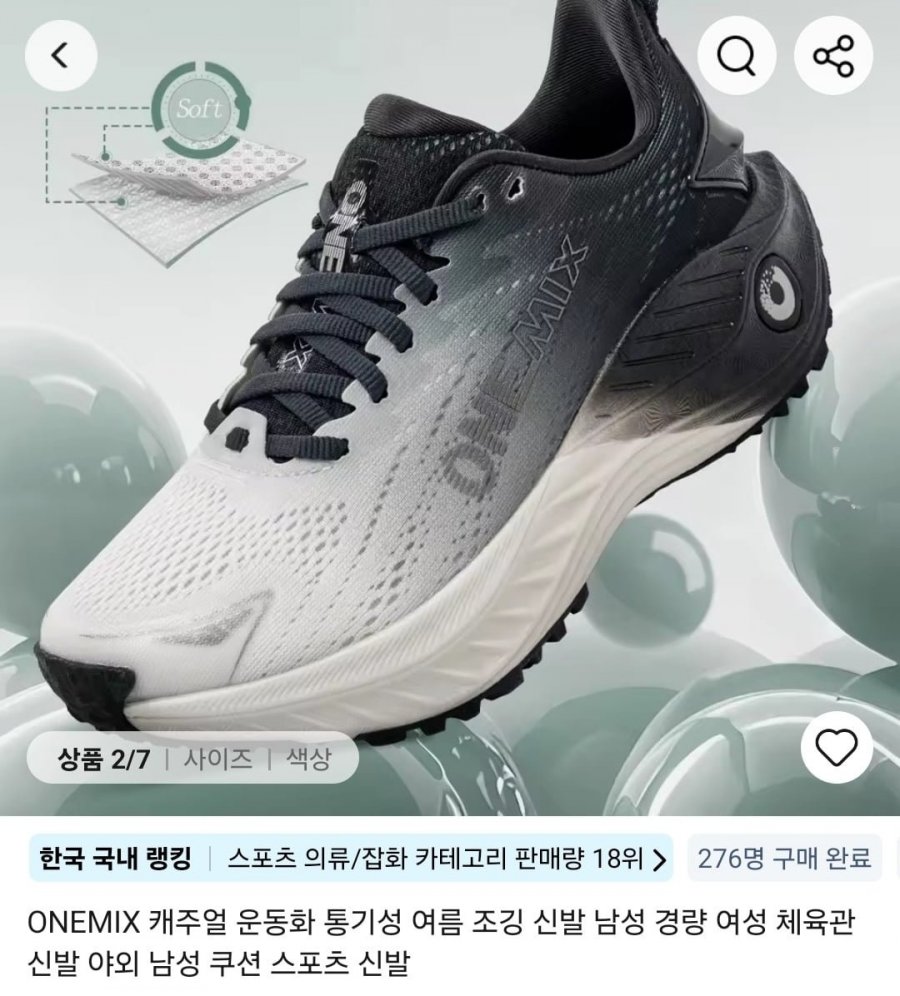 Soft
ONE
MIX
ONEMIX
상품 2/7 | 사이즈 | 색상
한국 국내 랭킹 | 스포츠 의류/잡화 카테고리 판매량 18위 >
276명 구매 완료
ONEMIX 캐주얼 운동화 통기성 여름 조깅 신발 남성 경량 여성 체육관
신발 야외 남성 쿠션 스포츠 신발